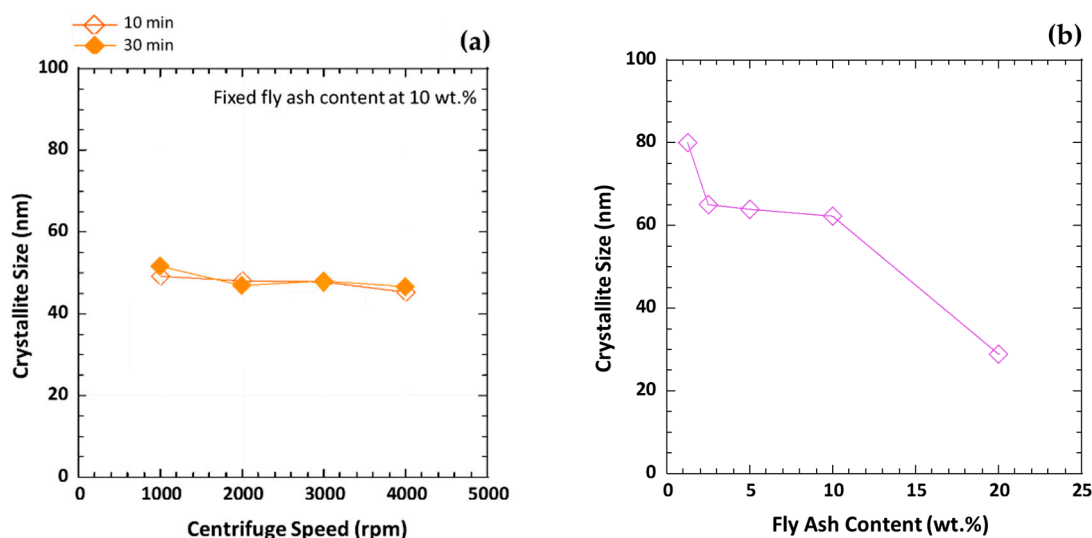 10 min
30 min
(a)
Fixed fly ash content at 10 wt.%
100
80
60
40
20
0
Crystallite Size (nm)
0 1000 2000 3000 4000 5000
Centrifuge Speed (rpm)
(b)
100
80
60
40
20
0
Crystallite Size (nm)
0 5 10 15 20 25
Fly Ash Content (wt.%)